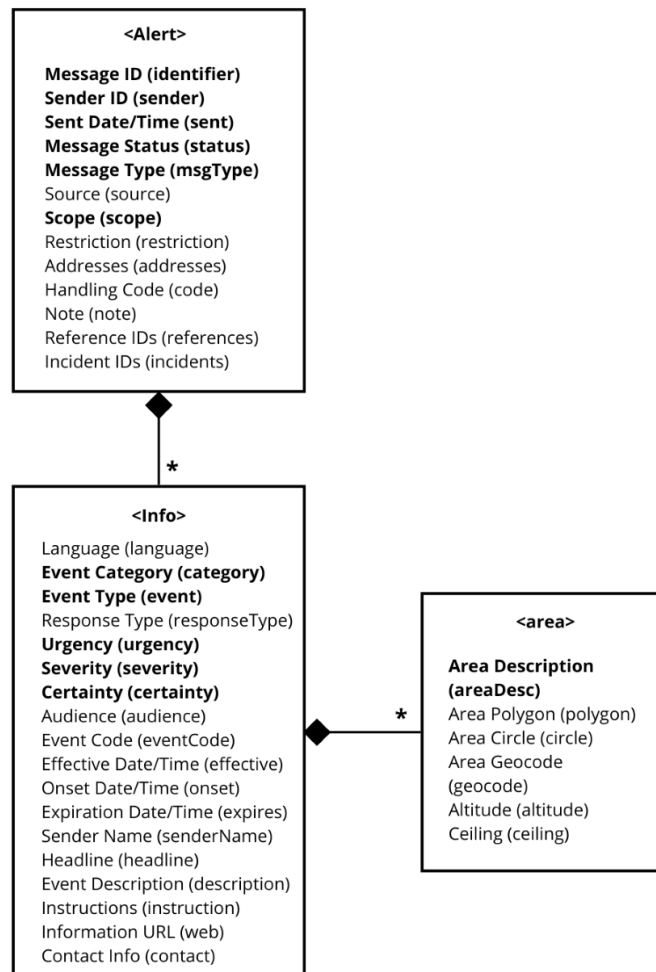 <Alert>
Message ID (identifier)
Sender ID (sender)
Sent Date/Time (sent)
Message Status (status)
Message Type (msgType)
Source (source)
Scope (scope)
Restriction (restriction)
Addresses (addresses)
Handling Code (code)
Note (note)
Reference IDs (references)
Incident IDs (incidents)
*
<Info>
Language (language)
Event Category (category)
Event Type (event)
Response Type (responseType)
Urgency (urgency)
Severity (severity)
Certainty (certainty)
Audience (audience)
Event Code (eventCode)
Effective Date/Time (effective)
Onset Date/Time (onset)
Expiration Date/Time (expires)
Sender Name (senderName)
Headline (headline)
Event Description (description)
Instructions (instruction)
Information URL (web)
Contact Info (contact)
*
<area>
Area Description
(areaDesc)
Area Polygon (polygon)
Area Circle (circle)
Area Geocode
(geocode)
Altitude (altitude)
Ceiling (ceiling)